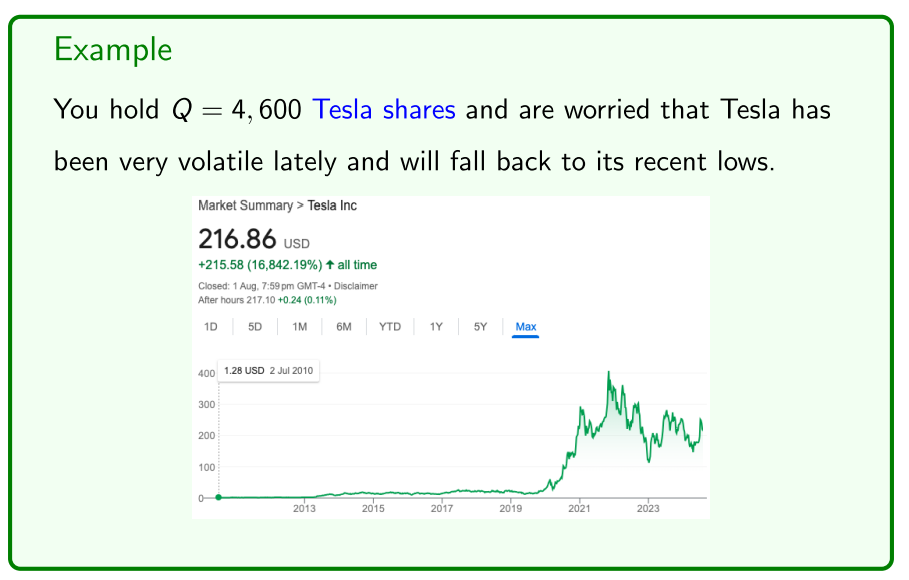 Example
You hold Q = 4, 600 Tesla shares and are worried that Tesla has
been very volatile lately and will fall back to its recent lows.
Market Summary > Tesla Inc
216.86 USD
+215.58 (16,842.19%) ↑ all time
Closed: 1 Aug, 7:59 pm GMT-4 • Disclaimer
After hours 217.10 +0.24 (0.11%)
1D 5D 1M 6M YTD 1Y 5Y Max
1.28 USD 2 Jul 2010
400
300
200
100
0
2013 2015 2017 2019 2021 2023